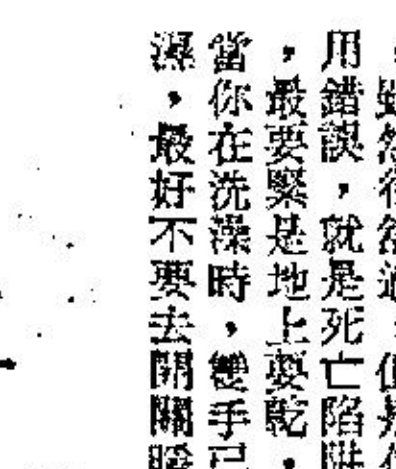 用錯誤，就是死亡陷阱
，最要緊是地上要乾，
當你在洗澡時，雙手已
濕，最好不要去開關暖